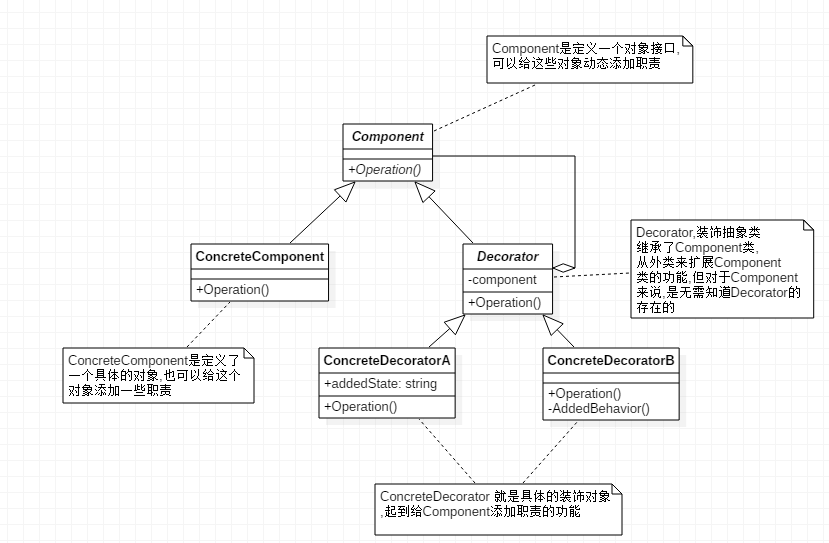 Component是定义一个对象接口,
可以给这些对象动态添加职责
Component
+Operation()
ConcreteComponent
+Operation()
Decorator
-component
+Operation()
Decorator,装饰抽象类
继承了Component类,
从外类来扩展Component
类的功能,但对于Component
来说,是无需知道Decorator的
存在的
ConcreteComponent是定义了
一个具体的对象,也可以给这个
对象添加一些职责
ConcreteDecoratorA
+addedState: string
+Operation()
ConcreteDecoratorB
+Operation()
-AddedBehavior()
ConcreteDecorator 就是具体的装饰对象
,起到给Component添加职责的功能